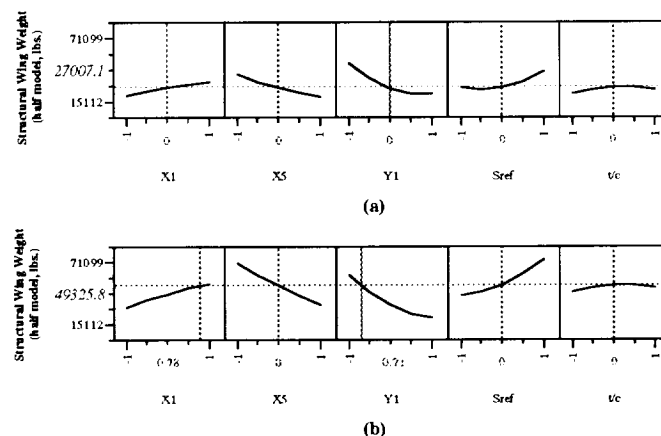 Structural Wing Weight
(half model, lbs.)
71099
27007.1
15112
-1 0 1 -1 0 1 -1 0 1 -1 0 1 -1 0 1
X1 X5 Y1 Sref t/c
(a)
Structural Wing Weight
(half model, lbs.)
71099
49325.8
15112
-1 0.78 1 -1 0 1 -1 1 -1 0 1 -1 0 1
X1 X5 Y1 Sref t/c
(b)